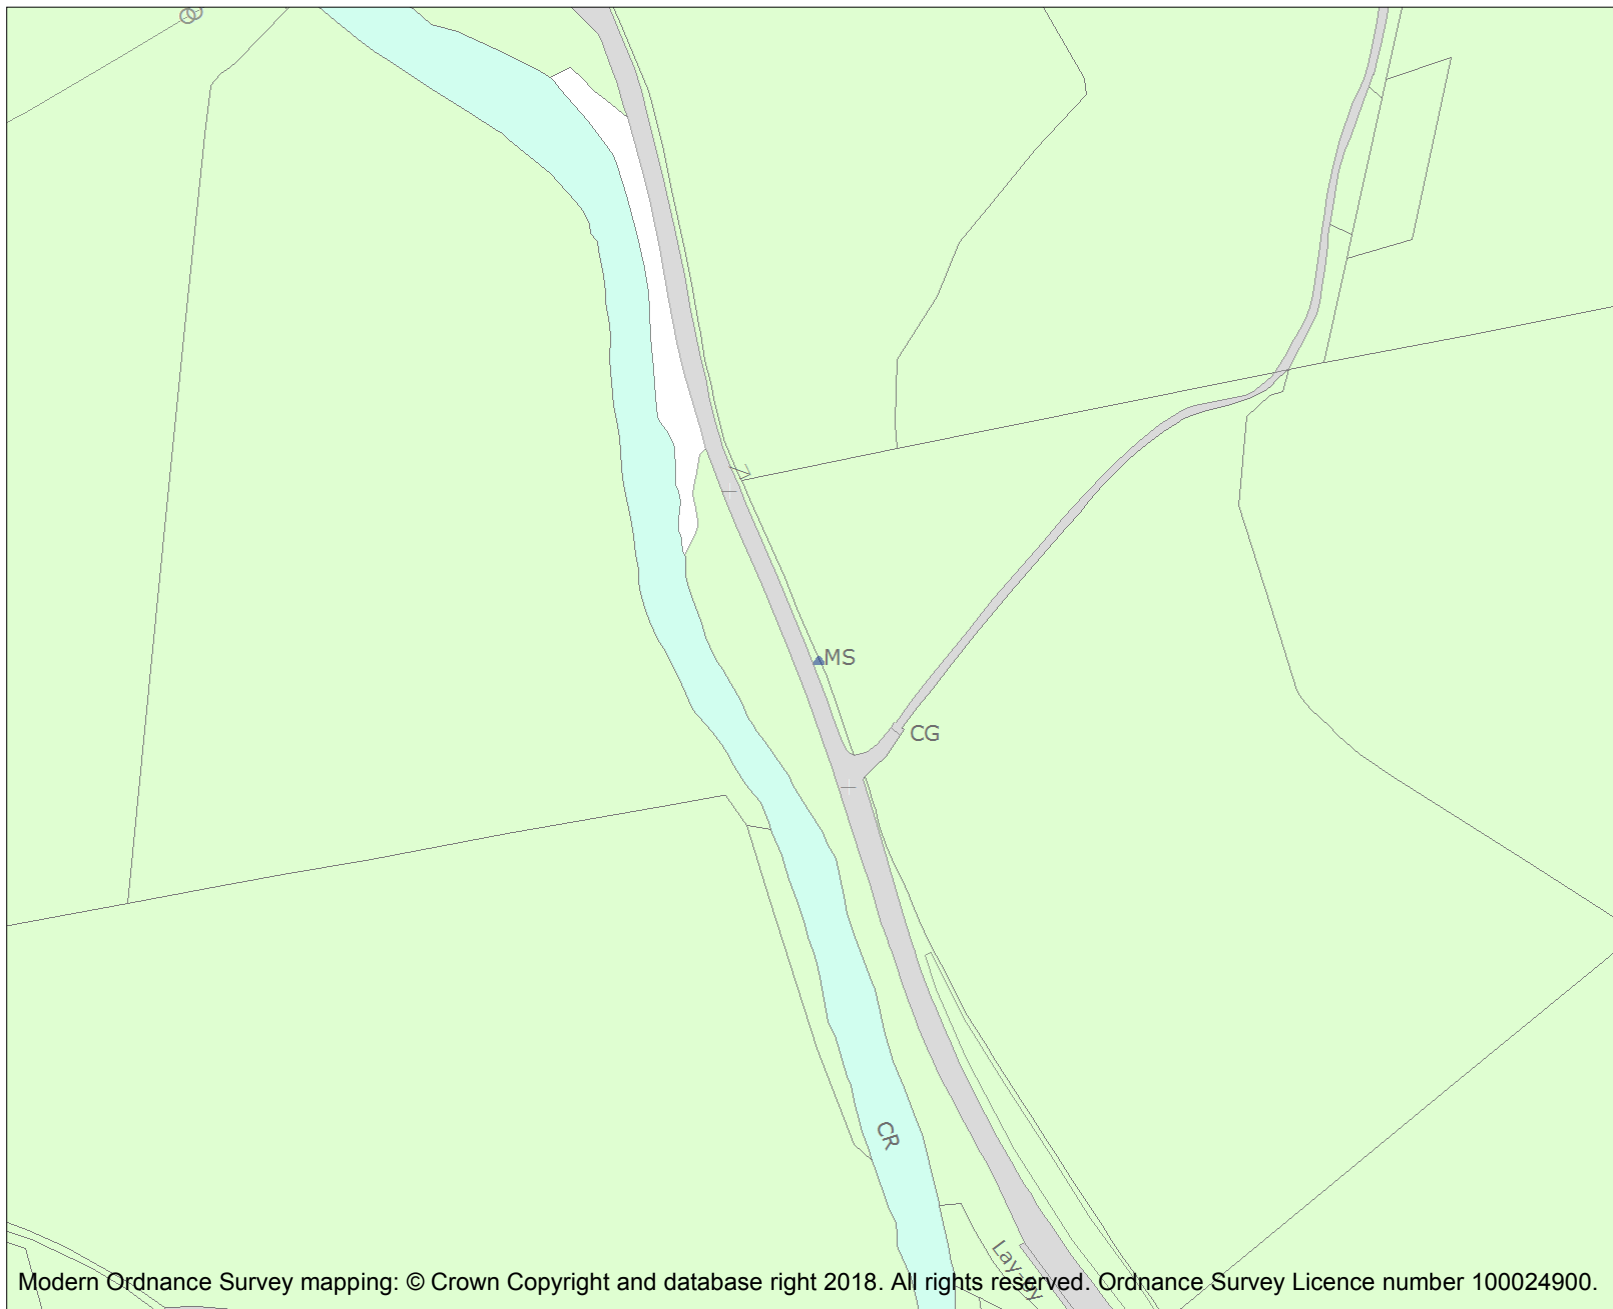 MS
CG
CR
Lay-by
Modern Ordnance Survey mapping: © Crown Copyright and database right 2018. All rights reserved. Ordnance Survey Licence number 100024900.